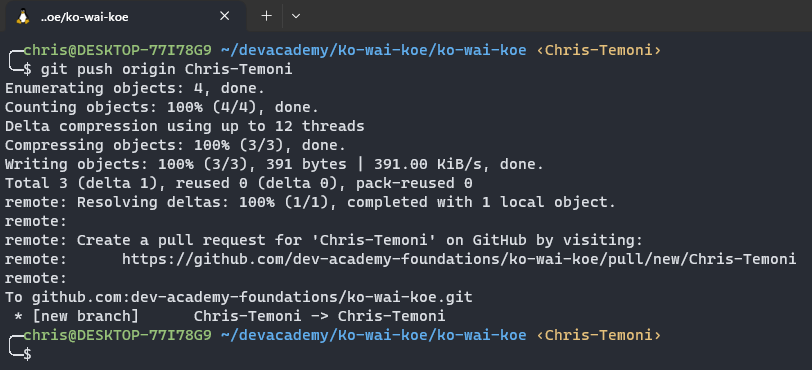 ..oe/ko-wai-koe
chris@DESKTOP-77I78G9 ~/devacademy/Ko-wai-koe/ko-wai-koe ‹Chris-Temoni›
$ git push origin Chris-Temoni
Enumerating objects: 4, done.
Counting objects: 100% (4/4), done.
Delta compression using up to 12 threads
Compressing objects: 100% (3/3), done.
Writing objects: 100% (3/3), 391 bytes | 391.00 KiB/s, done.
Total 3 (delta 1), reused 0 (delta 0), pack-reused 0
remote: Resolving deltas: 100% (1/1), completed with 1 local object.
remote:
remote: Create a pull request for 'Chris-Temoni' on GitHub by visiting:
remote:      https://github.com/dev-academy-foundations/ko-wai-koe/pull/new/Chris-Temoni
remote:
To github.com:dev-academy-foundations/ko-wai-koe.git
 * [new branch]      Chris-Temoni -> Chris-Temoni
chris@DESKTOP-77I78G9 ~/devacademy/Ko-wai-koe/ko-wai-koe ‹Chris-Temoni›
$